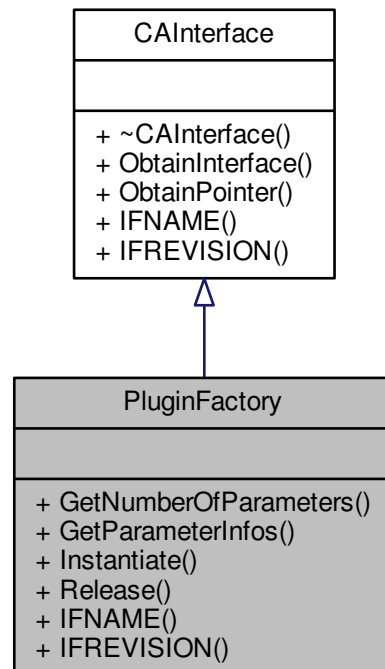 CAInterface
+ ~CAInterface()
+ ObtainInterface()
+ ObtainPointer()
+ IFNAME()
+ IFREVISION()
PluginFactory
+ GetNumberOfParameters()
+ GetParameterInfos()
+ Instantiate()
+ Release()
+ IFNAME()
+ IFREVISION()